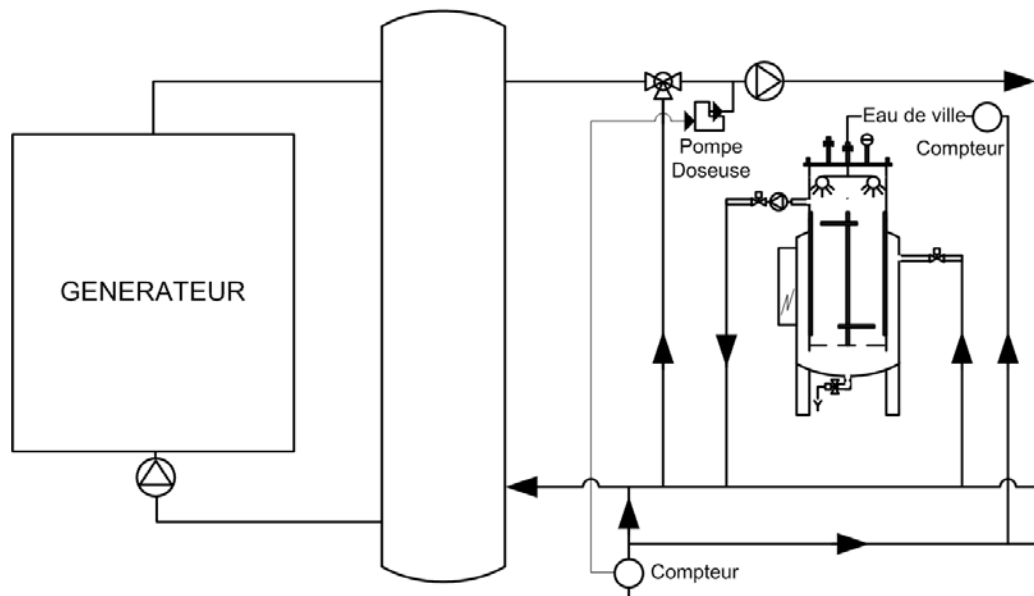 Eau de ville
Compteur
Pompe
Doseuse
GENERATEUR
Compteur